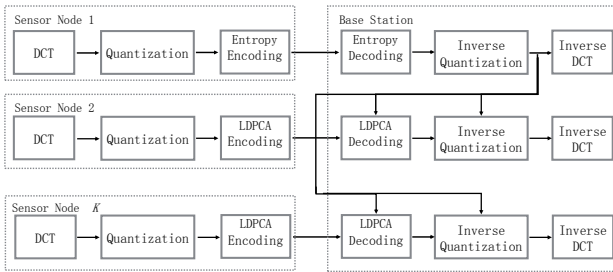 Sensor Node 1
DCT
Quantization
Entropy
Encoding
Base Station
Entropy
Decoding
Inverse
Quantization
Inverse
DCT
Sensor Node 2
DCT
Quantization
LDPCA
Encoding
LDPCA
Decoding
Inverse
Quantization
Inverse
DCT
Sensor Node K
DCT
Quantization
LDPCA
Encoding
LDPCA
Decoding
Inverse
Quantization
Inverse
DCT